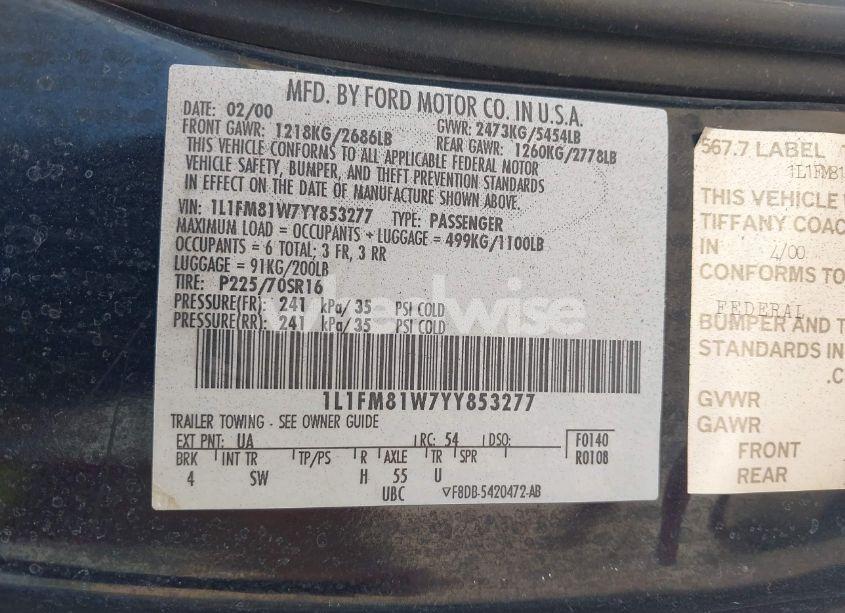 MFD. BY FORD MOTOR CO. IN U.S.A.
DATE: 02/00 GVWR: 2473KG/5454LB
FRONT GAWR: 1218KG/2686LB REAR GAWR: 1260KG/2778LB
THIS VEHICLE CONFORMS TO ALL APPLICABLE FEDERAL MOTOR
VEHICLE SAFETY, BUMPER, AND THEFT PREVENTION STANDARDS
IN EFFECT ON THE DATE OF MANUFACTURE SHOWN ABOVE.
VIN: 1L1FM81W7YY853277 TYPE: PASSENGER
MAXIMUM LOAD = OCCUPANTS + LUGGAGE = 499KG/1100LB
OCCUPANTS = 6 TOTAL; 3 FR, 3 RR
LUGGAGE = 91KG/200LB
TIRE: P225/70SR16
PRESSURE(FR): 241 kPa/35 PSI COLD
PRESSURE(RR): 241 kPa/35 PSI COLD
wheelwise
1L1FM81W7YY853277
TRAILER TOWING - SEE OWNER GUIDE
EXT PNT: UA RC: 54 DSO: F0140
BRK INT TR TP/PS R AXLE TR SPR R0108
4 SW H 55 U
UBC ▽F8DB-5420472-AB
567.7 LABEL
1L1FM81
THIS VEHICLE
TIFFANY COAC
IN 4/00
CONFORMS TO
FEDERAL
BUMPER AND T
STANDARDS IN
.C
GVWR
GAWR
FRONT
REAR